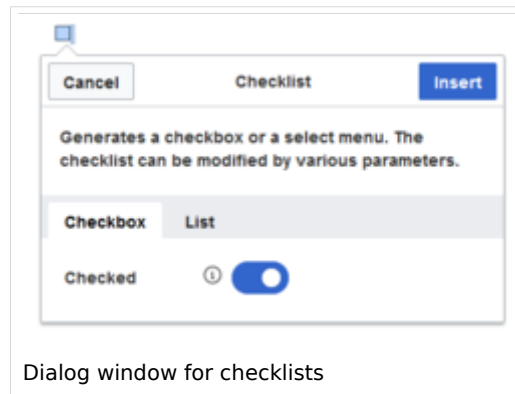 Cancel Checklist Insert
Generates a checkbox or a select menu. The
checklist can be modified by various parameters.
Checkbox List
Checked
Dialog window for checklists